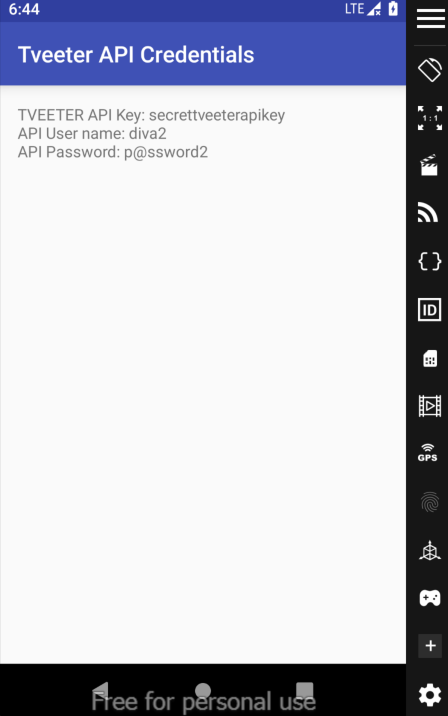 6:44
LTE
Tveeter API Credentials
TVEETER API Key: secrettveeterapikey
API User name: diva2
API Password: p@ssword2
1:1
ID
GPS
Free for personal use